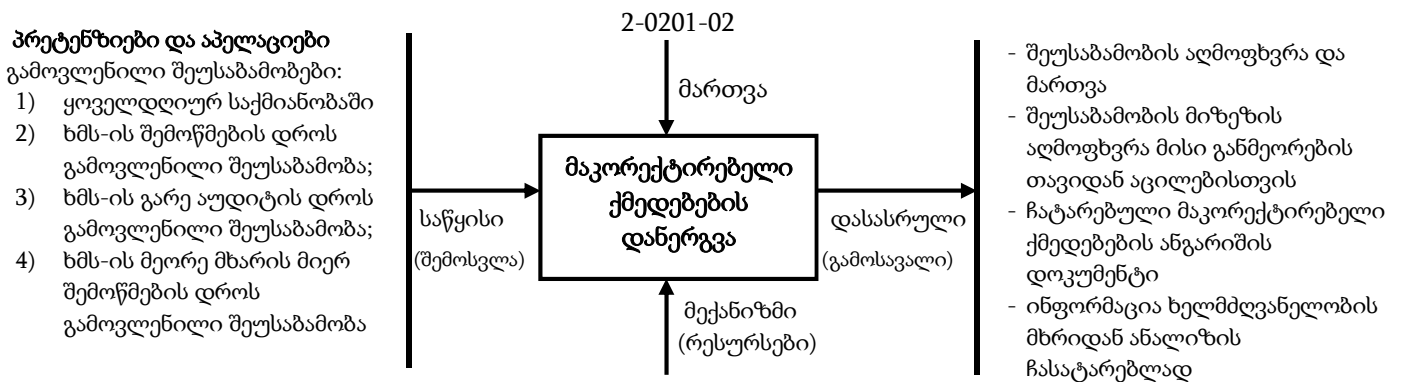 პრეტენზიები და აპელაციები
გამოვლენილი შეუსაბამობები:
1) ყოველდღიურ საქმიანობაში
2) ხმს-ის შემოწმების დროს
გამოვლენილი შეუსაბამობა;
3) ხმს-ის გარე აუდიტის დროს
გამოვლენილი შეუსაბამობა;
4) ხმს-ის მეორე მხარის მიერ
შემოწმების დროს
გამოვლენილი შეუსაბამობა
საწყისი
(შემოსვლა)
2-0201-02
მართვა
მაკორექტირებელი
ქმედებების
დანერგვა
მექანიზმი
(რესურსები)
დასასრული
(გამოსავალი)
- შეუსაბამობის აღმოფხვრა და
მართვა
- შეუსაბამობის მიზეზის
აღმოფხვრა მისი განმეორების
თავიდან აცილებისთვის
- ჩატარებული მაკორექტირებელი
ქმედებების ანგარიშის
დოკუმენტი
- ინფორმაცია ხელმძღვანელობის
მხრიდან ანალიზის
ჩასატარებლად